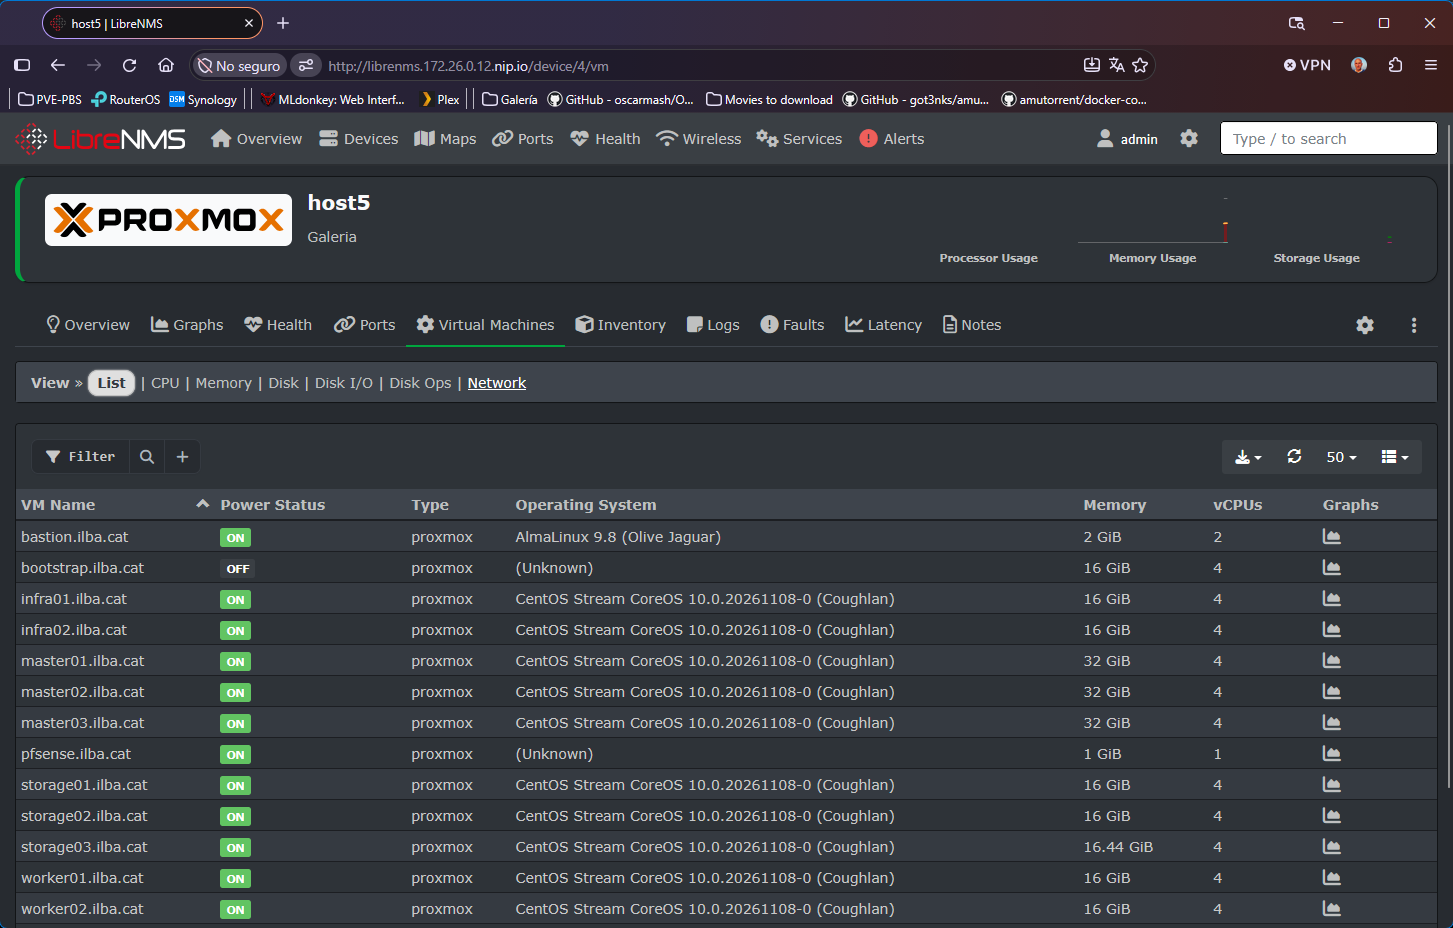 host5 | LibreNMS
No seguro
http://librenms.172.26.0.12.nip.io/device/4/vm
VPN
PVE-PBS
RouterOS
DSM Synology
MLdonkey: Web Interf...
Plex
Galería
GitHub - oscarmash/O...
Movies to download
GitHub - got3nks/amu...
amutorrent/docker-co...
LibreNMS
Overview
Devices
Maps
Ports
Health
Wireless
Services
Alerts
admin
Type / to search
PROXMOX
host5
Galeria
Processor Usage
Memory Usage
Storage Usage
Overview
Graphs
Health
Ports
Virtual Machines
Inventory
Logs
Faults
Latency
Notes
View » List | CPU | Memory | Disk | Disk I/O | Disk Ops | Network
Filter
50
VM Name Power Status Type Operating System Memory vCPUs Graphs
bastion.ilba.cat ON proxmox AlmaLinux 9.8 (Olive Jaguar) 2 GiB 2
bootstrap.ilba.cat OFF proxmox (Unknown) 16 GiB 4
infra01.ilba.cat ON proxmox CentOS Stream CoreOS 10.0.20261108-0 (Coughlan) 16 GiB 4
infra02.ilba.cat ON proxmox CentOS Stream CoreOS 10.0.20261108-0 (Coughlan) 16 GiB 4
master01.ilba.cat ON proxmox CentOS Stream CoreOS 10.0.20261108-0 (Coughlan) 32 GiB 4
master02.ilba.cat ON proxmox CentOS Stream CoreOS 10.0.20261108-0 (Coughlan) 32 GiB 4
master03.ilba.cat ON proxmox CentOS Stream CoreOS 10.0.20261108-0 (Coughlan) 32 GiB 4
pfsense.ilba.cat ON proxmox (Unknown) 1 GiB 1
storage01.ilba.cat ON proxmox CentOS Stream CoreOS 10.0.20261108-0 (Coughlan) 16 GiB 4
storage02.ilba.cat ON proxmox CentOS Stream CoreOS 10.0.20261108-0 (Coughlan) 16 GiB 4
storage03.ilba.cat ON proxmox CentOS Stream CoreOS 10.0.20261108-0 (Coughlan) 16.44 GiB 4
worker01.ilba.cat ON proxmox CentOS Stream CoreOS 10.0.20261108-0 (Coughlan) 16 GiB 4
worker02.ilba.cat ON proxmox CentOS Stream CoreOS 10.0.20261108-0 (Coughlan) 16 GiB 4